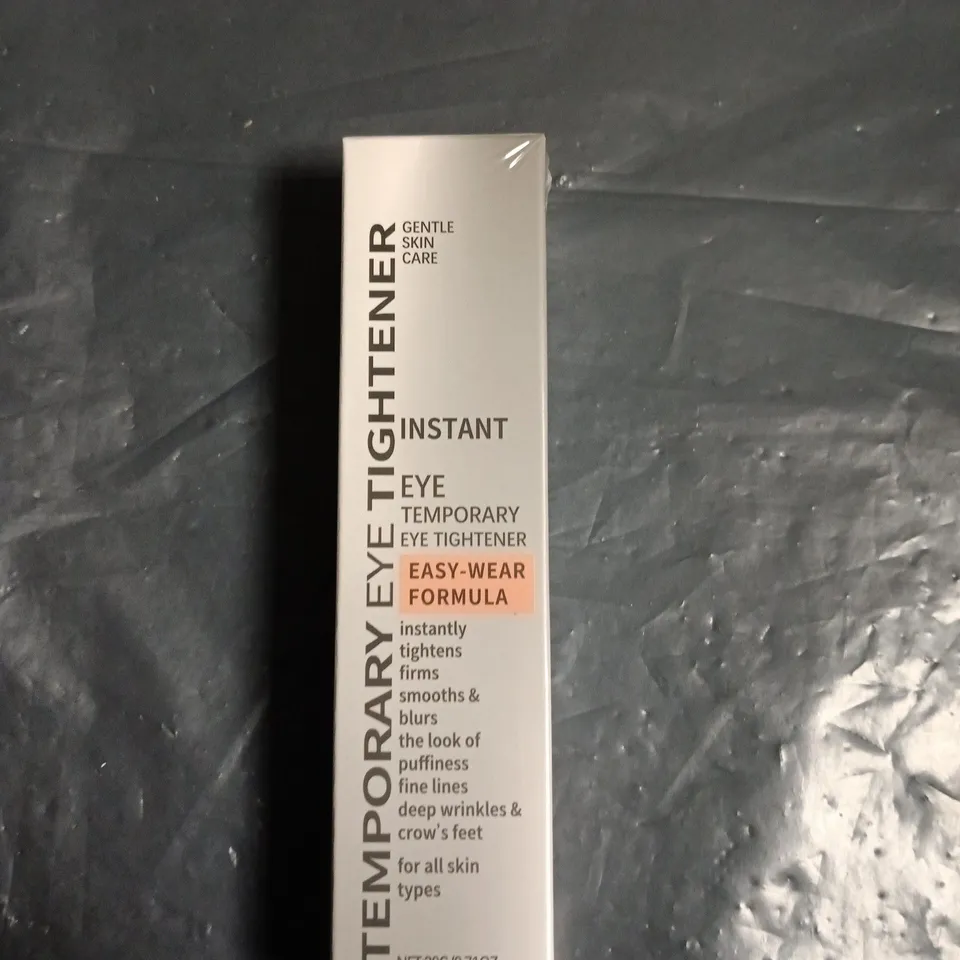 TEMPORARY EYE TIGHTENER
GENTLE
SKIN
CARE
INSTANT
EYE
TEMPORARY
EYE TIGHTENER
EASY-WEAR
FORMULA
instantly
tightens
firms
smooths &
blurs
the look of
puffiness
fine lines
deep wrinkles &
crow's feet
for all skin
types